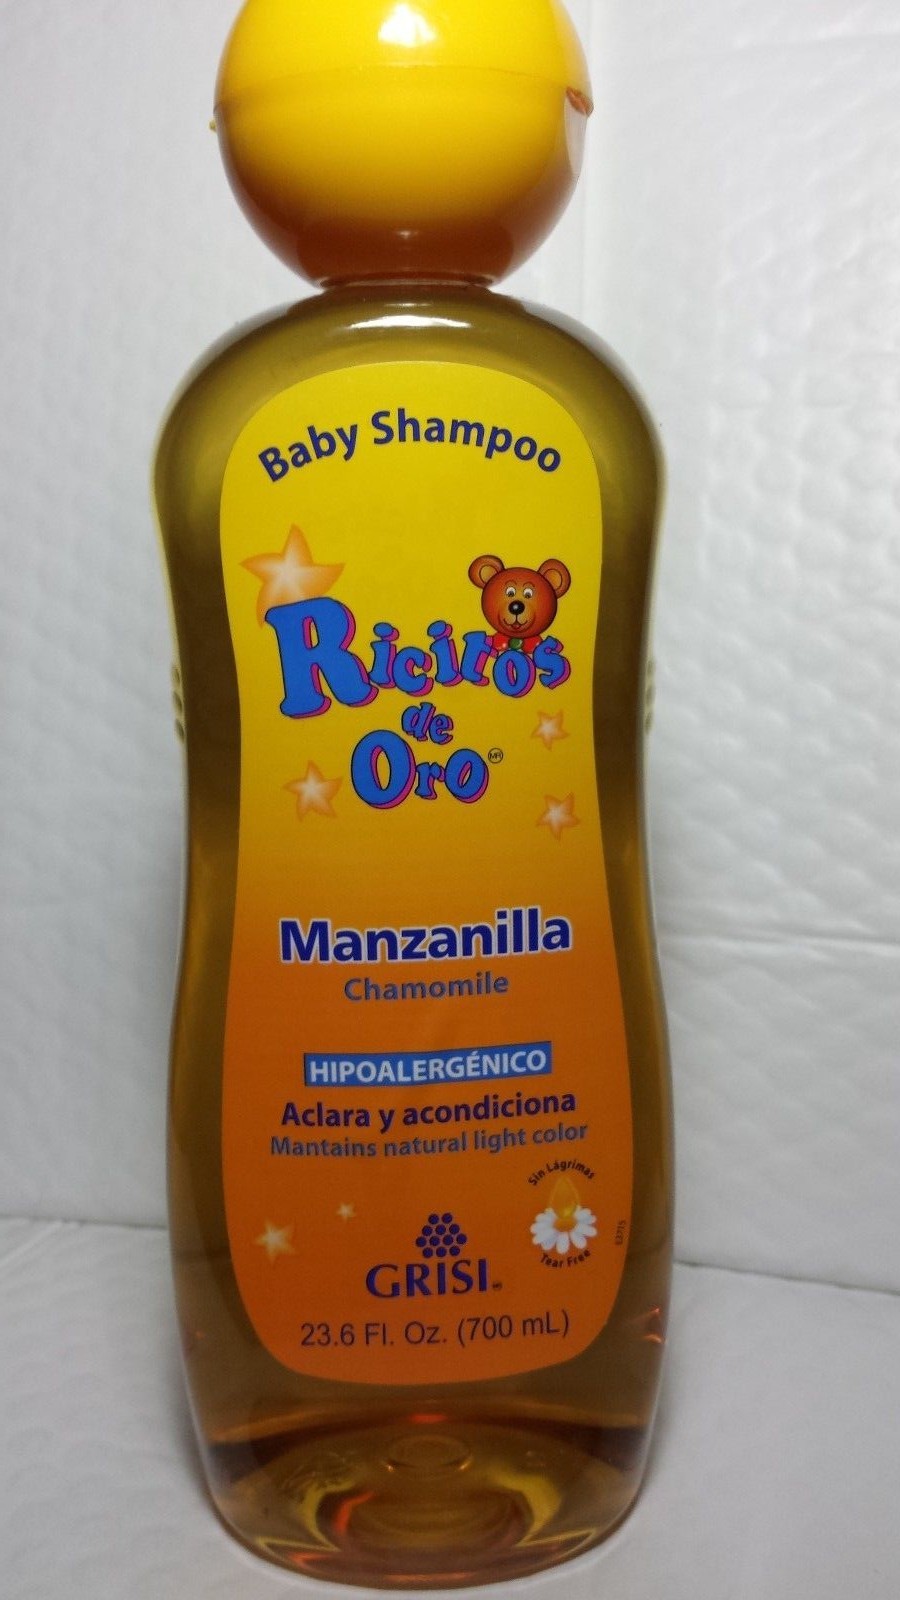 Baby Shampoo
Ricitos
de
Oro MR
Manzanilla
Chamomile
HIPOALERGÉNICO
Aclara y acondiciona
Mantains natural light color
Sin Lágrimas
Tear Free
GRISI
23.6 Fl. Oz. (700 mL)